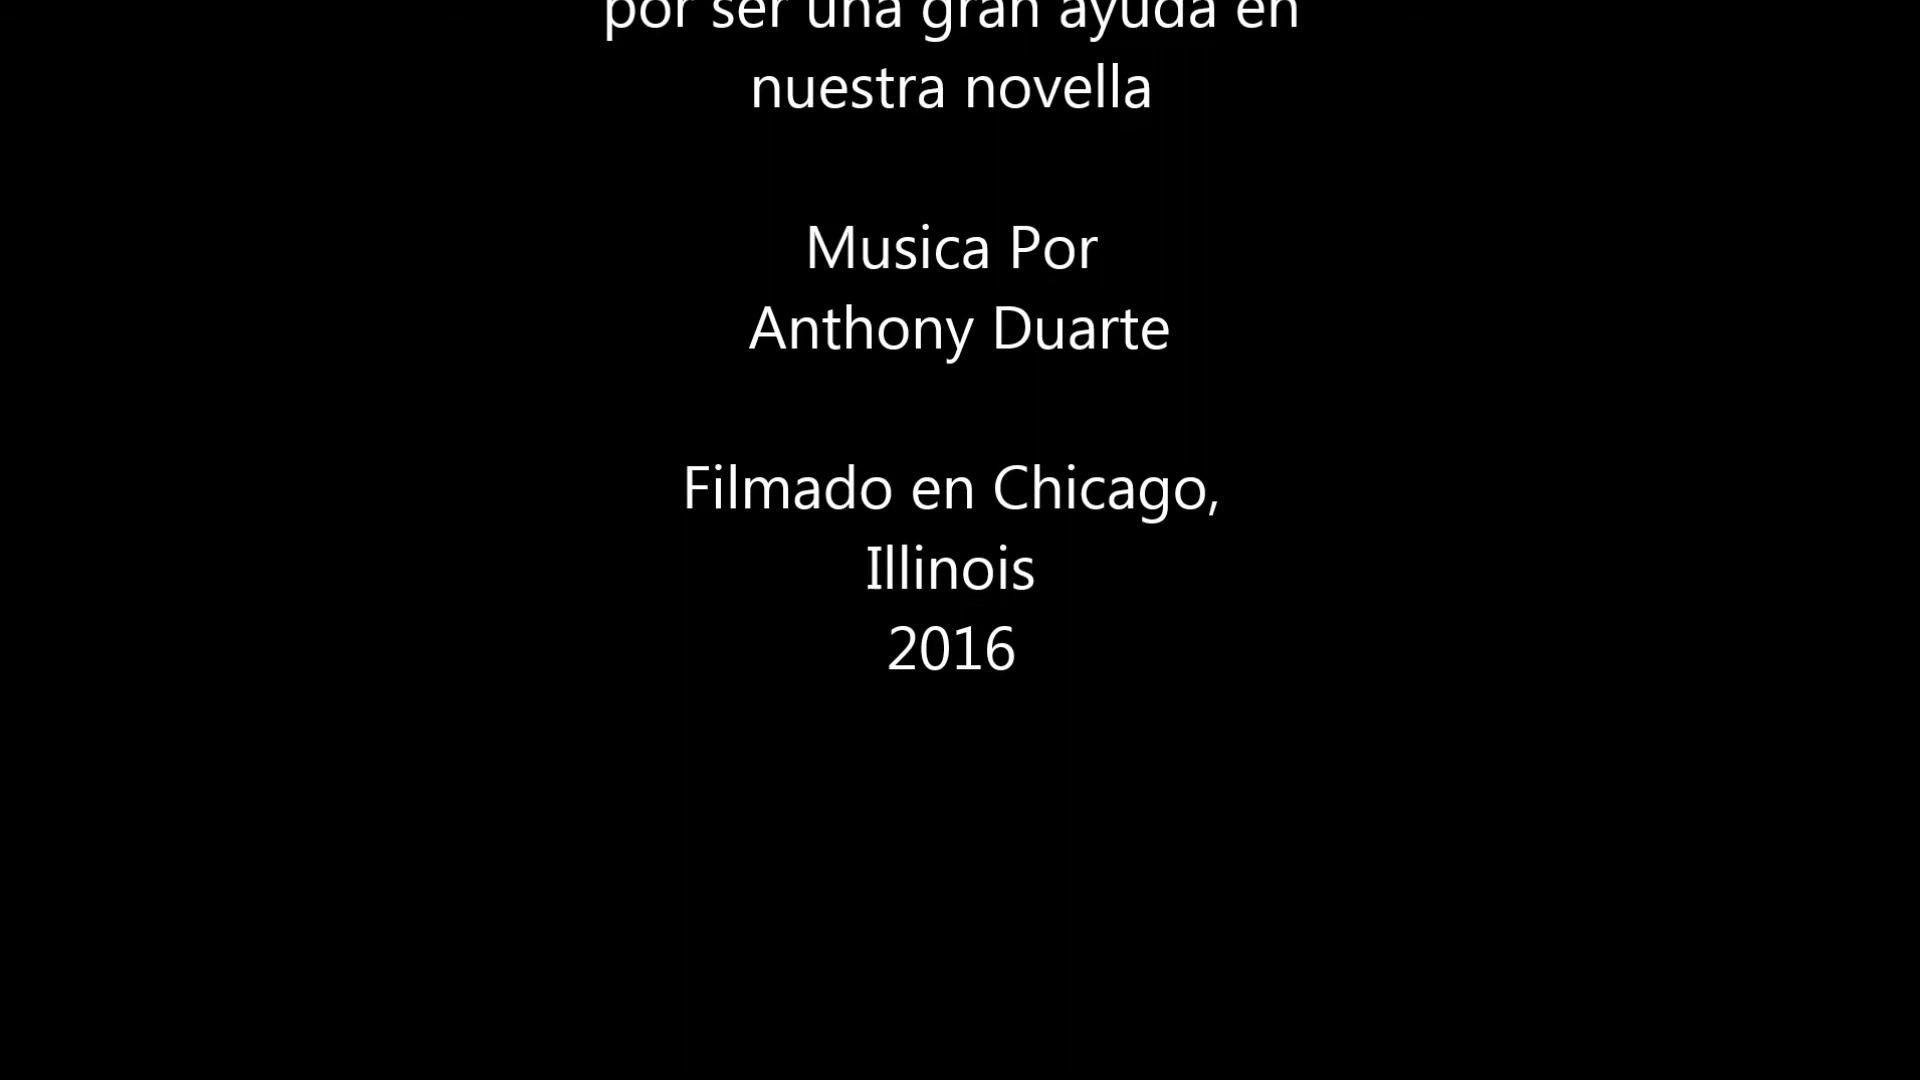 por ser una gran ayuda en
nuestra novella
Musica Por
Anthony Duarte
Filmado en Chicago,
Illinois
2016